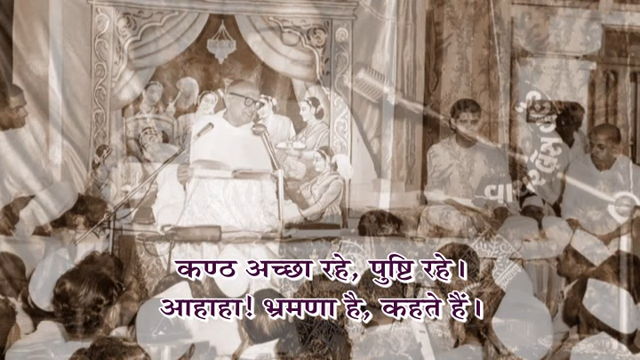 कण्ठ अच्छा रहे, पुष्टि रहे।
आहाहा! भ्रमणा है, कहते हैं।